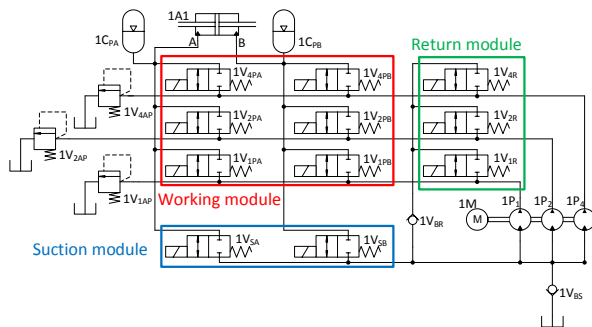 1A1
1C_PA
A
B
1C_PB
Return module
1V_4PA
1V_4PB
1V_4R
1V_4AP
1V_2PA
1V_2PB
1V_2R
1V_2AP
1V_1PA
1V_1PB
1V_1R
1V_1AP
Working module
1M
1P_1
1P_2
1P_4
M
1V_BR
Suction module
1V_SA
1V_SB
1V_BS